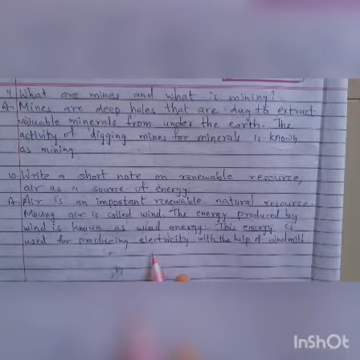 9. What are mines and what is mining?
A- Mines are deep holes that are dug to extract
valuable minerals from under the earth. The
activity of digging mines for minerals is known
as mining
10. Write a short note on renewable resource,
air as a source of energy.
A- Air is an important renewable natural resource.
Moving air is called wind. The energy produced by
wind is known as wind energy. This energy is
used for producing electricity with the help of windmill
InShOt